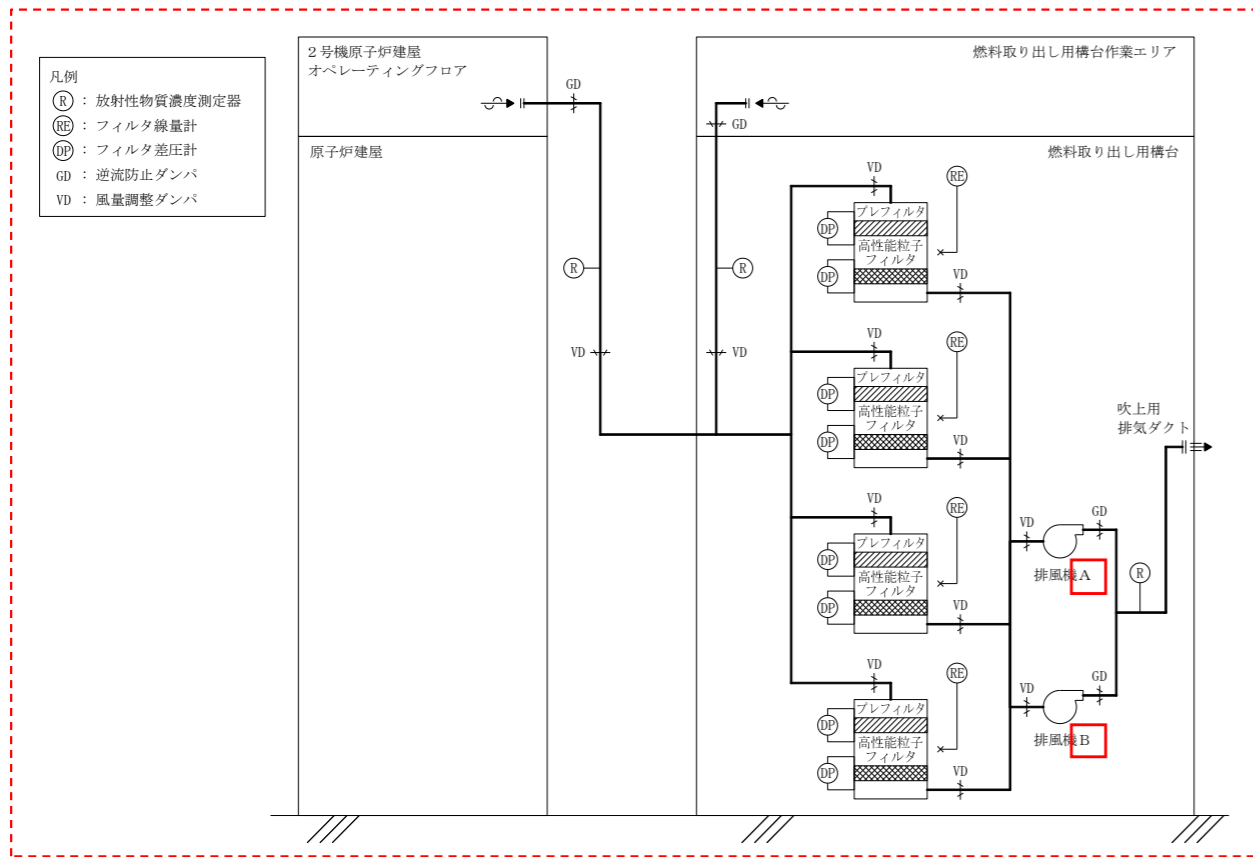 凡例
R : 放射性物質濃度測定器
RE : フィルタ線量計
DP : フィルタ差圧計
GD : 逆流防止ダンパ
VD : 風量調整ダンパ
2号機原子炉建屋
オペレーティングフロア
GD
原子炉建屋
R
VD
燃料取り出し用構台作業エリア
GD
燃料取り出し用構台
R
VD
VD
RE
プレフィルタ
DP
高性能粒子
フィルタ
DP
VD
VD
RE
プレフィルタ
DP
高性能粒子
フィルタ
DP
VD
VD
RE
プレフィルタ
DP
高性能粒子
フィルタ
DP
VD
VD
RE
プレフィルタ
DP
高性能粒子
フィルタ
DP
VD
吹上用
排気ダクト
VD
GD
排風機A
R
VD
GD
排風機B